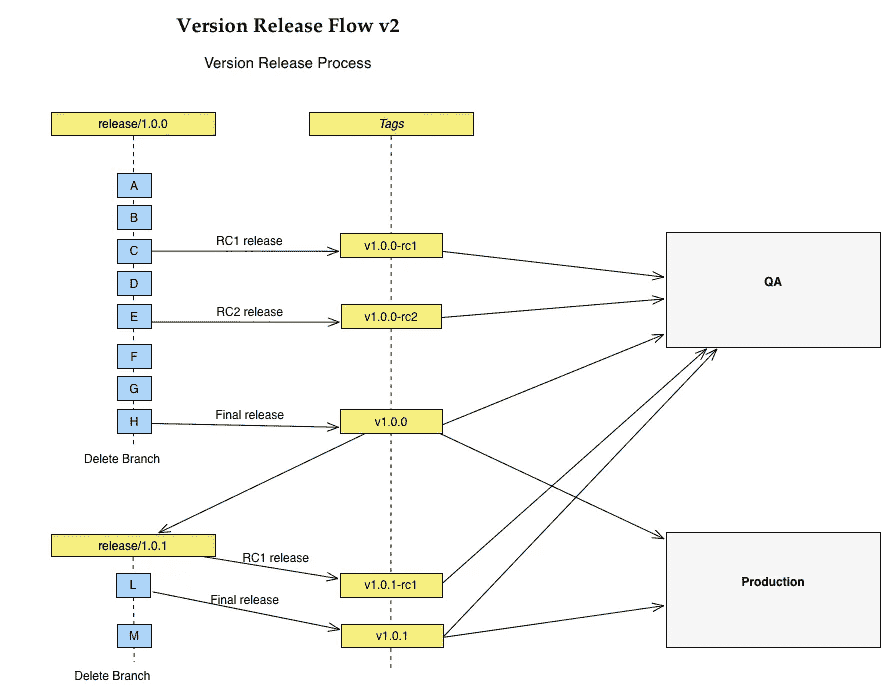 Version Release Flow v2
Version Release Process
release/1.0.0
Tags
A
B
C
RC1 release
v1.0.0-rc1
QA
D
E
RC2 release
v1.0.0-rc2
F
G
H
Final release
v1.0.0
Delete Branch
release/1.0.1
RC1 release
L
v1.0.1-rc1
Production
Final release
M
v1.0.1
Delete Branch